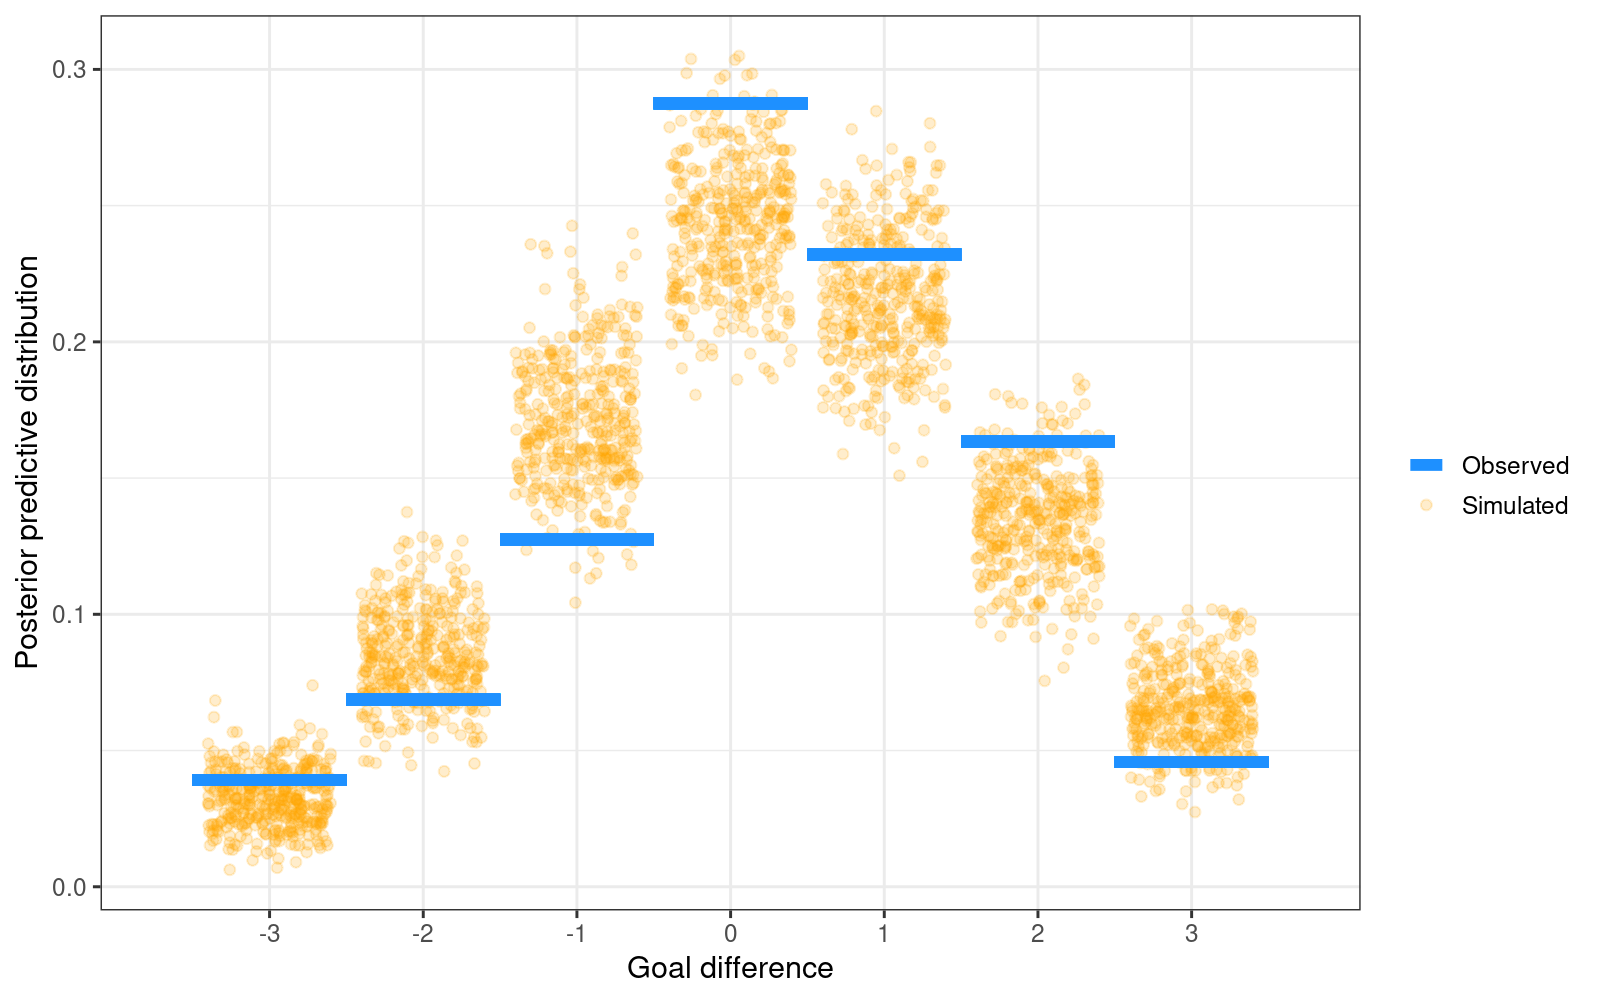 Posterior predictive distribution
0.3
0.2
0.1
0.0
-3 -2 -1 0 1 2 3
Goal difference
Observed
Simulated